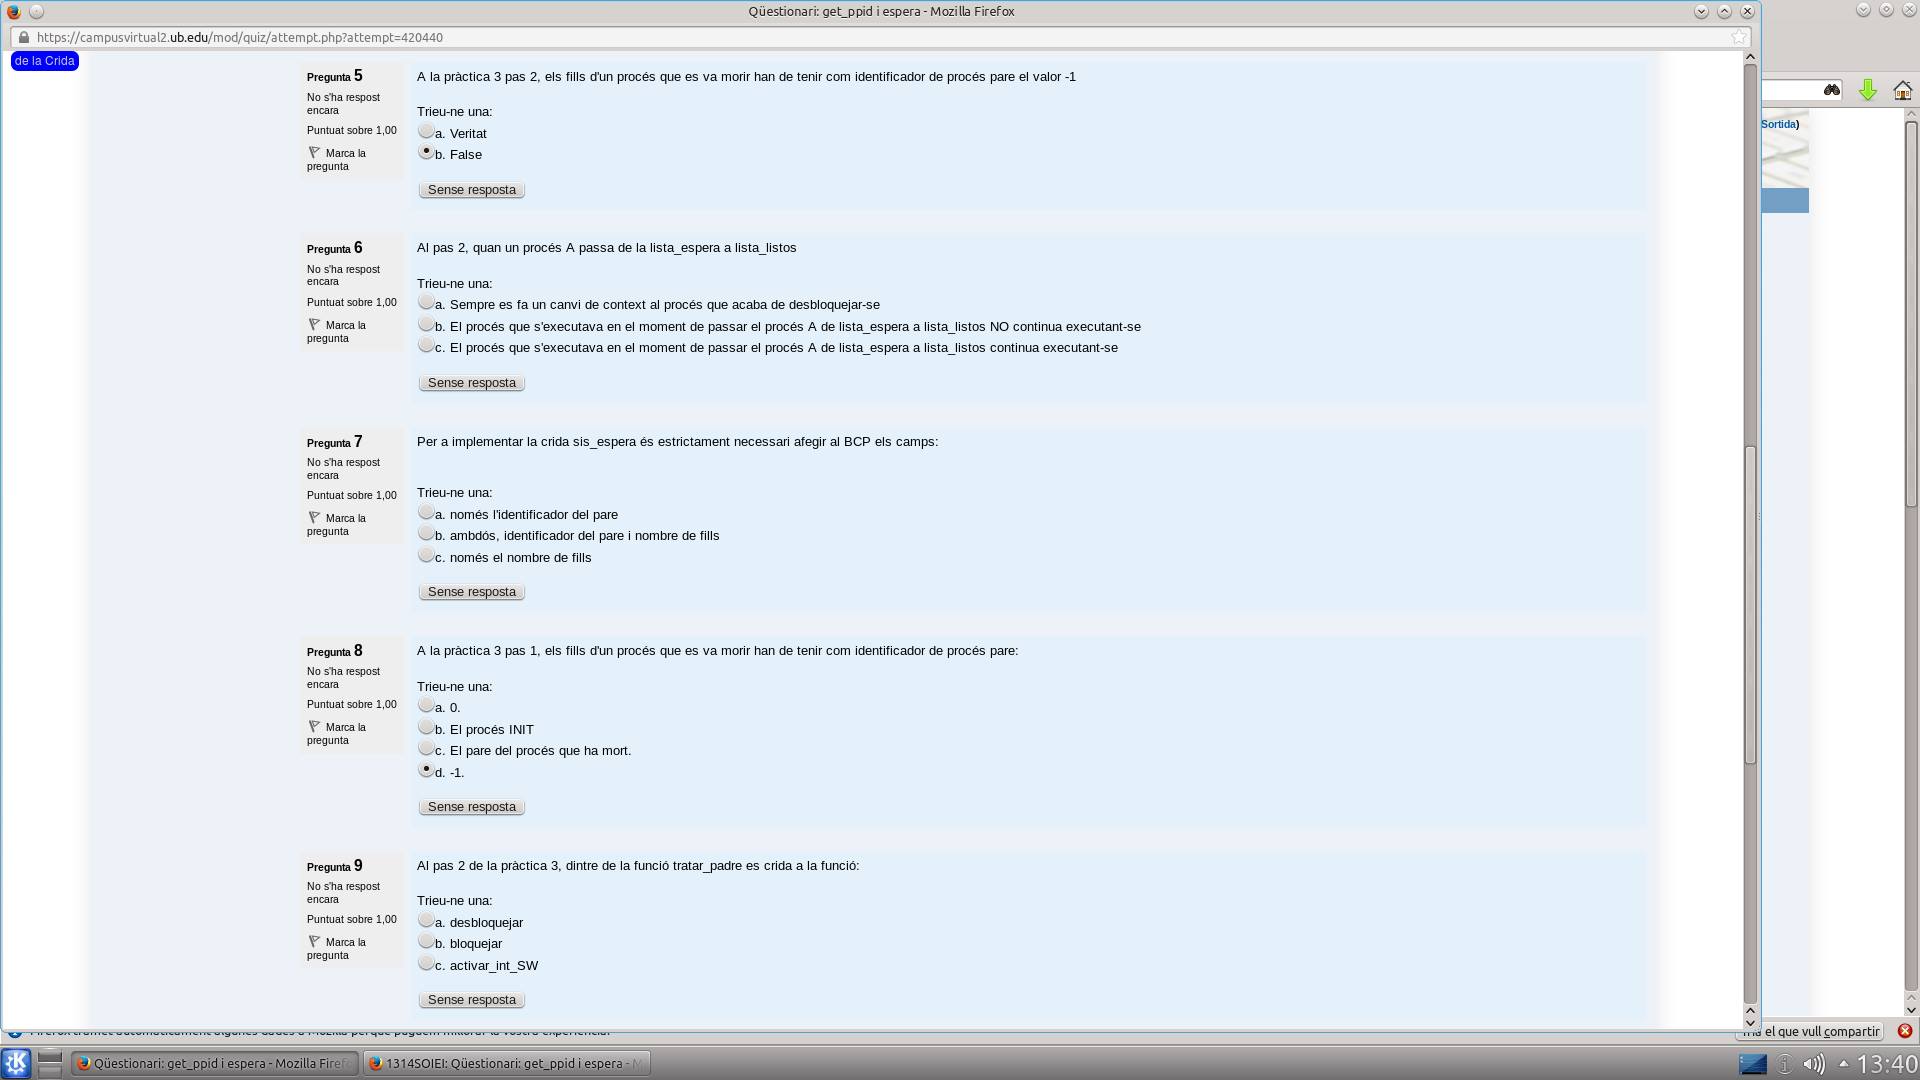 Qüestionari: get_ppid i espera - Mozilla Firefox
https://campusvirtual2.ub.edu/mod/quiz/attempt.php?attempt=420440
de la Crida
Sortida)
Pregunta 5
No s'ha respost
encara
Puntuat sobre 1,00
Marca la
pregunta
A la pràctica 3 pas 2, els fills d'un procés que es va morir han de tenir com identificador de procés pare el valor -1
Trieu-ne una:
a. Veritat
b. False
Sense resposta
Pregunta 6
No s'ha respost
encara
Puntuat sobre 1,00
Marca la
pregunta
Al pas 2, quan un procés A passa de la lista_espera a lista_listos
Trieu-ne una:
a. Sempre es fa un canvi de context al procés que acaba de desbloquejar-se
b. El procés que s'executava en el moment de passar el procés A de lista_espera a lista_listos NO continua executant-se
c. El procés que s'executava en el moment de passar el procés A de lista_espera a lista_listos continua executant-se
Sense resposta
Pregunta 7
No s'ha respost
encara
Puntuat sobre 1,00
Marca la
pregunta
Per a implementar la crida sis_espera és estrictament necessari afegir al BCP els camps:
Trieu-ne una:
a. només l'identificador del pare
b. ambdós, identificador del pare i nombre de fills
c. només el nombre de fills
Sense resposta
Pregunta 8
No s'ha respost
encara
Puntuat sobre 1,00
Marca la
pregunta
A la pràctica 3 pas 1, els fills d'un procés que es va morir han de tenir com identificador de procés pare:
Trieu-ne una:
a. 0.
b. El procés INIT
c. El pare del procés que ha mort.
d. -1.
Sense resposta
Pregunta 9
No s'ha respost
encara
Puntuat sobre 1,00
Marca la
pregunta
Al pas 2 de la pràctica 3, dintre de la funció tratar_padre es crida a la funció:
Trieu-ne una:
a. desbloquejar
b. bloquejar
c. activar_int_SW
Sense resposta
el que vull compartir
Qüestionari: get_ppid i espera - Mozilla Firef
1314SOIEI: Qüestionari: get_ppid i espera - M
13:40